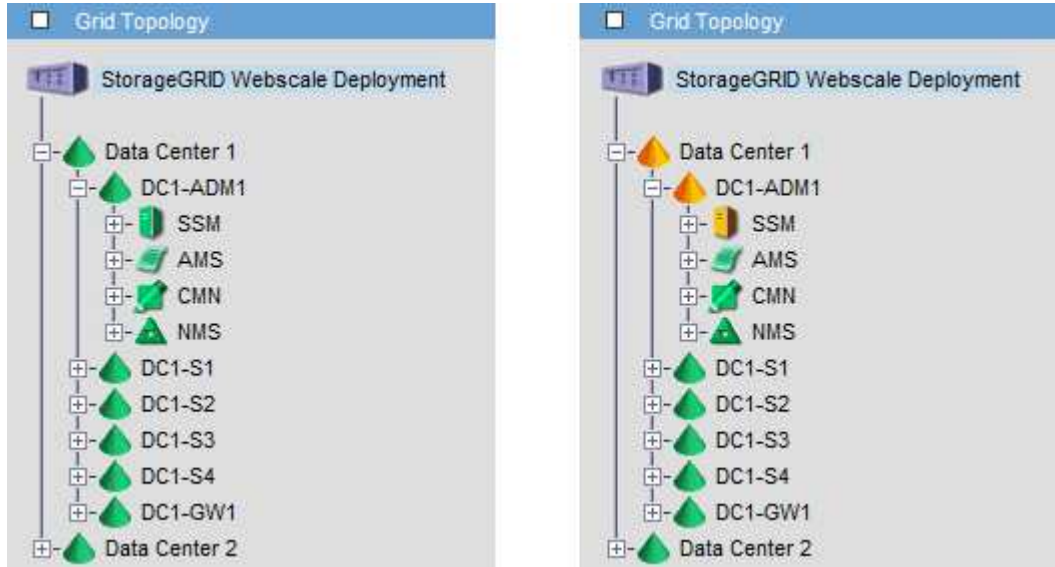 Grid Topology
StorageGRID Webscale Deployment
Data Center 1
DC1-ADM1
SSM
AMS
CMN
NMS
DC1-S1
DC1-S2
DC1-S3
DC1-S4
DC1-GW1
Data Center 2
Grid Topology
StorageGRID Webscale Deployment
Data Center 1
DC1-ADM1
SSM
AMS
CMN
NMS
DC1-S1
DC1-S2
DC1-S3
DC1-S4
DC1-GW1
Data Center 2